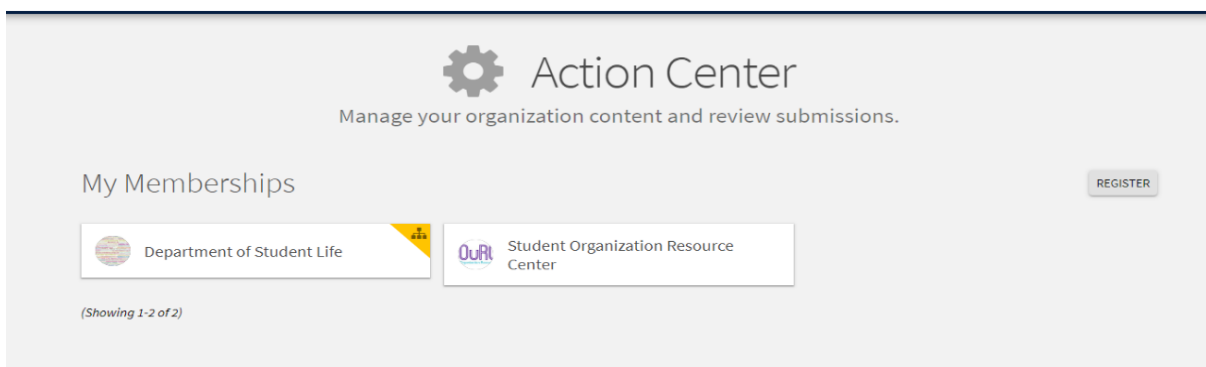 Action Center
Manage your organization content and review submissions.
My Memberships
REGISTER
Department of Student Life
Student Organization Resource
Center
(Showing 1-2 of 2)